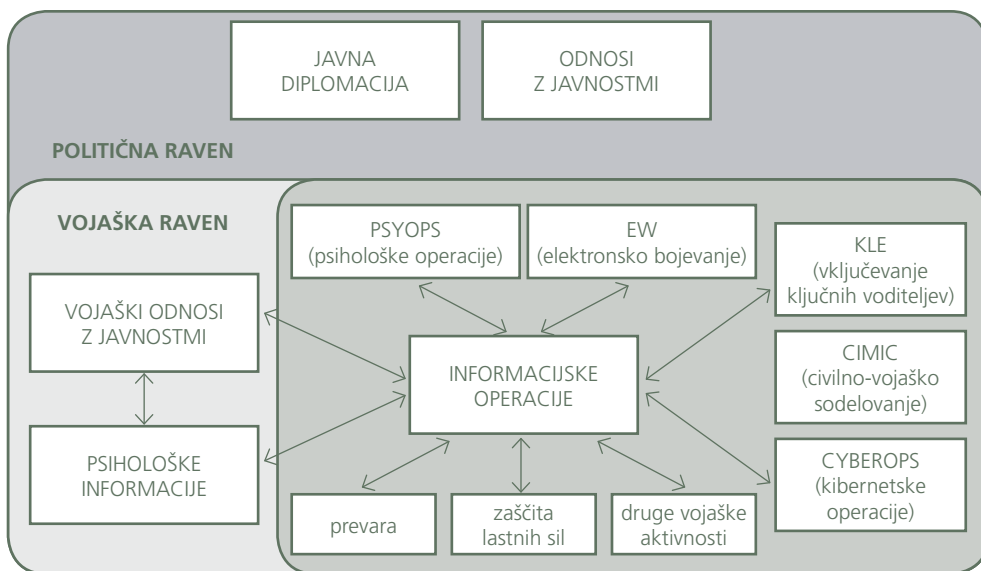 JAVNA
DIPLOMACIJA
ODNOSI
Z JAVNOSTMI
POLITIČNA RAVEN
VOJAŠKA RAVEN
PSYOPS
(psihološke operacije)
EW
(elektronsko bojevanje)
KLE
(vključevanje
ključnih voditeljev)
VOJAŠKI ODNOSI
Z JAVNOSTMI
INFORMACIJSKE
OPERACIJE
CIMIC
(civilno-vojaško
sodelovanje)
PSIHOLOŠKE
INFORMACIJE
CYBEROPS
(kibernetske
operacije)
prevara
zaščita
lastnih sil
druge vojaške
aktivnosti